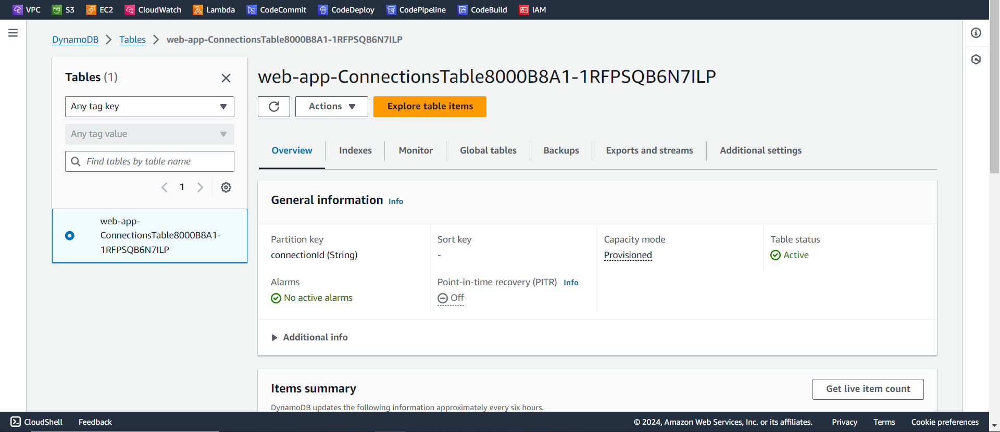 VPC S3 EC2 CloudWatch Lambda CodeCommit CodeDeploy CodePipeline CodeBuild IAM
DynamoDB Tables web-app-ConnectionsTable8000B8A1-1RFPSQB6N7ILP
Tables (1)
Any tag key
Any tag value
Find tables by table name
1
web-app-
ConnectionsTable8000B8A1-
1RFPSQB6N7ILP
web-app-ConnectionsTable8000B8A1-1RFPSQB6N7ILP
Actions Explore table items
Overview Indexes Monitor Global tables Backups Exports and streams Additional settings
General information Info
Partition key
connectionId (String)
Sort key
-
Capacity mode
Provisioned
Table status
Active
Alarms
No active alarms
Point-in-time recovery (PITR) Info
Off
Additional info
Items summary
Get live item count
DynamoDB updates the following information approximately every six hours.
CloudShell Feedback © 2024, Amazon Web Services, Inc. or its affiliates. Privacy Terms Cookie preferences